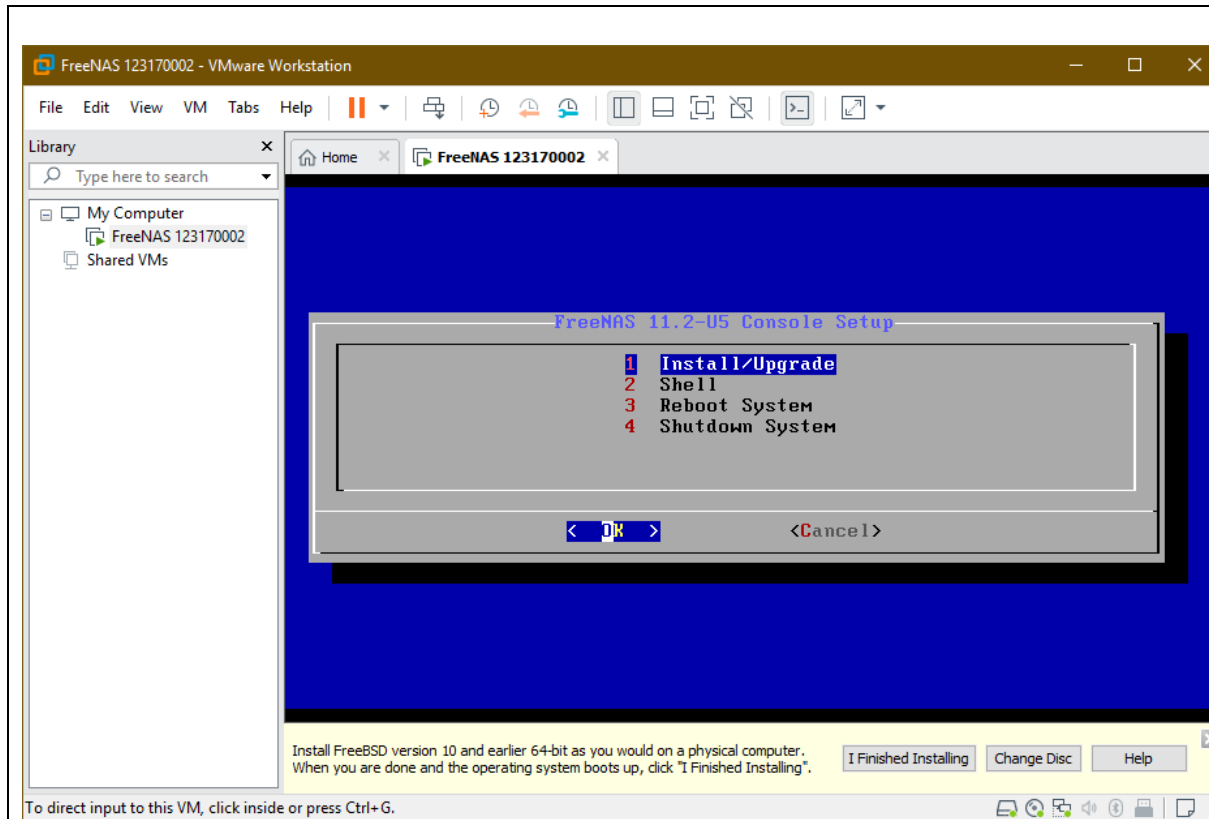 FreeNAS 123170002 - VMware Workstation
File Edit View VM Tabs Help
Library
Type here to search
My Computer
FreeNAS 123170002
Shared VMs
Home
FreeNAS 123170002
FreeNAS 11.2-U5 Console Setup
1 Install/Upgrade
2 Shell
3 Reboot System
4 Shutdown System
< OK > <Cancel>
Install FreeBSD version 10 and earlier 64-bit as you would on a physical computer.
When you are done and the operating system boots up, click "I Finished Installing".
I Finished Installing Change Disc Help
To direct input to this VM, click inside or press Ctrl+G.